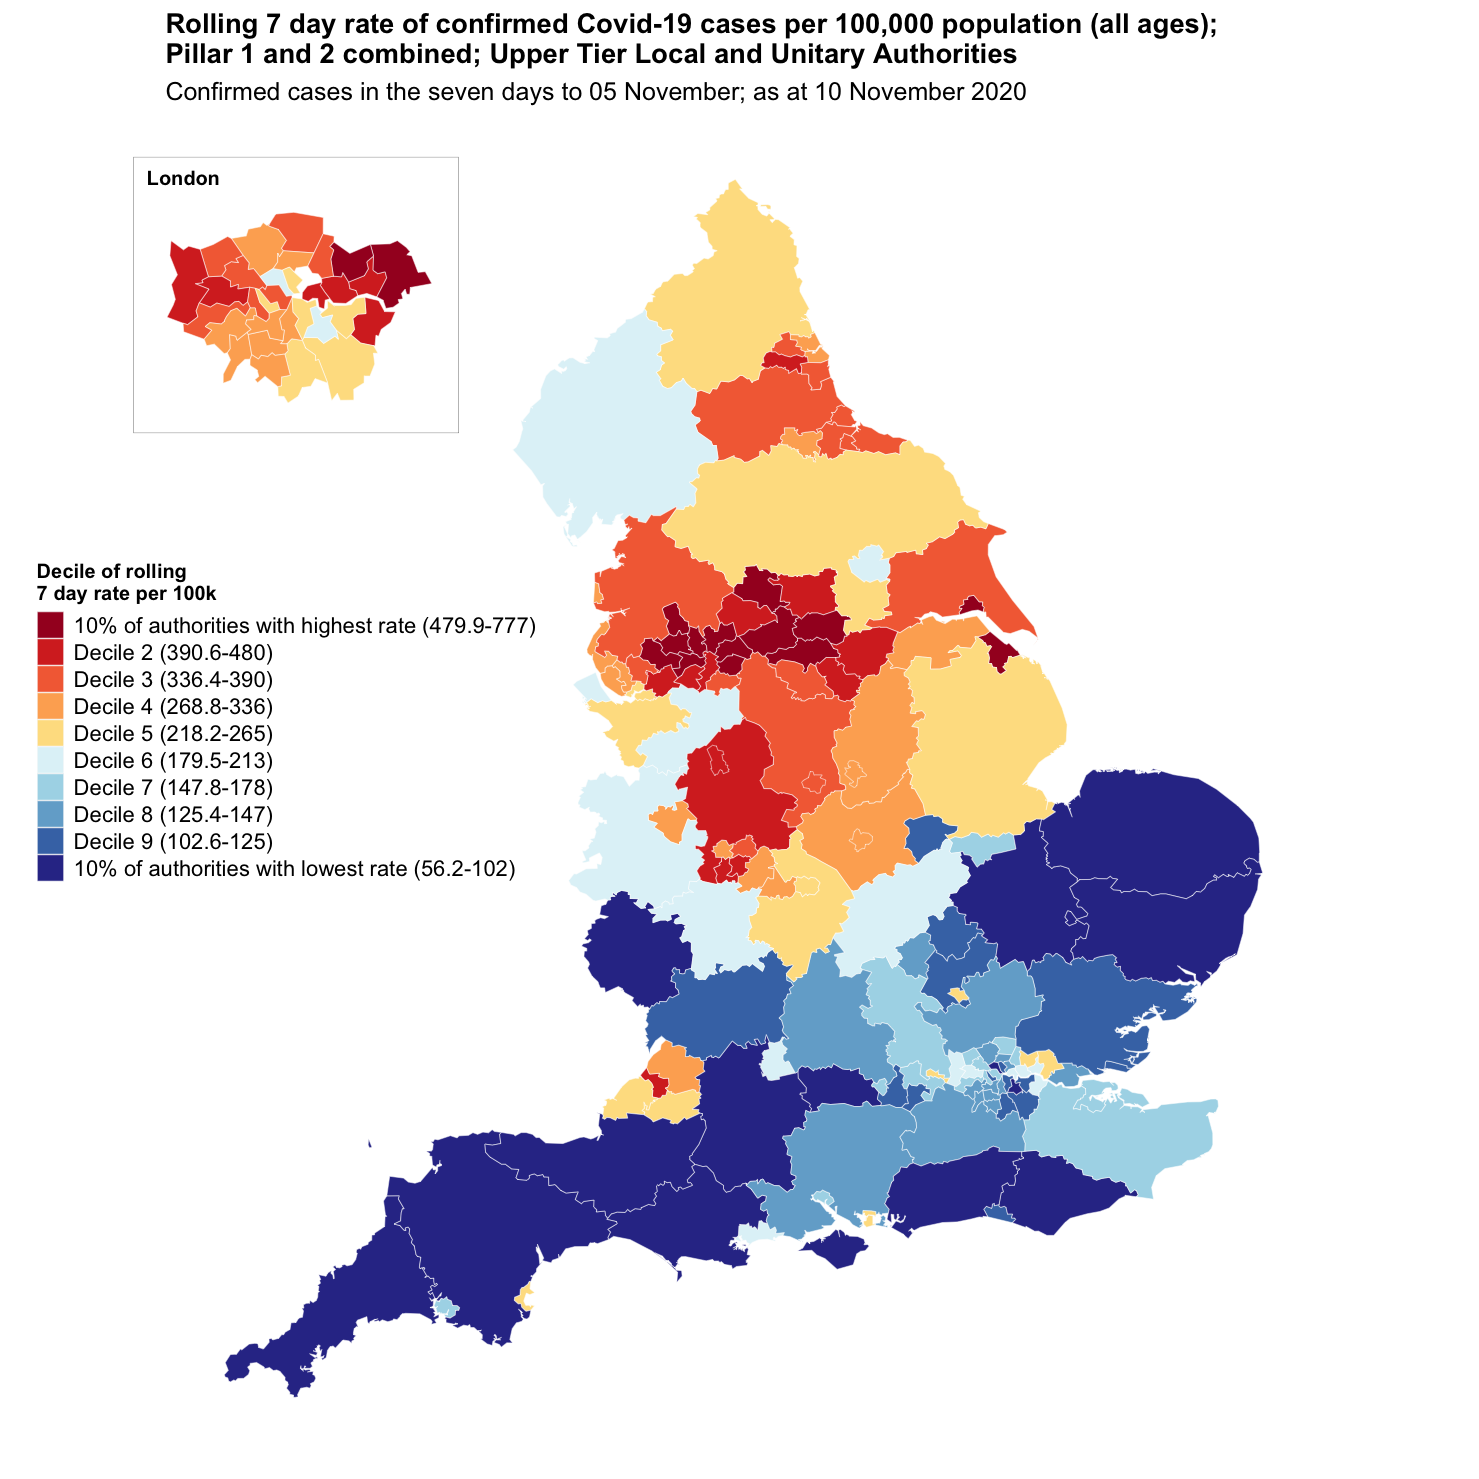 Rolling 7 day rate of confirmed Covid-19 cases per 100,000 population (all ages);
Pillar 1 and 2 combined; Upper Tier Local and Unitary Authorities
Confirmed cases in the seven days to 05 November; as at 10 November 2020
London
Decile of rolling
7 day rate per 100k
10% of authorities with highest rate (479.9-777)
Decile 2 (390.6-480)
Decile 3 (336.4-390)
Decile 4 (268.8-336)
Decile 5 (218.2-265)
Decile 6 (179.5-213)
Decile 7 (147.8-178)
Decile 8 (125.4-147)
Decile 9 (102.6-125)
10% of authorities with lowest rate (56.2-102)